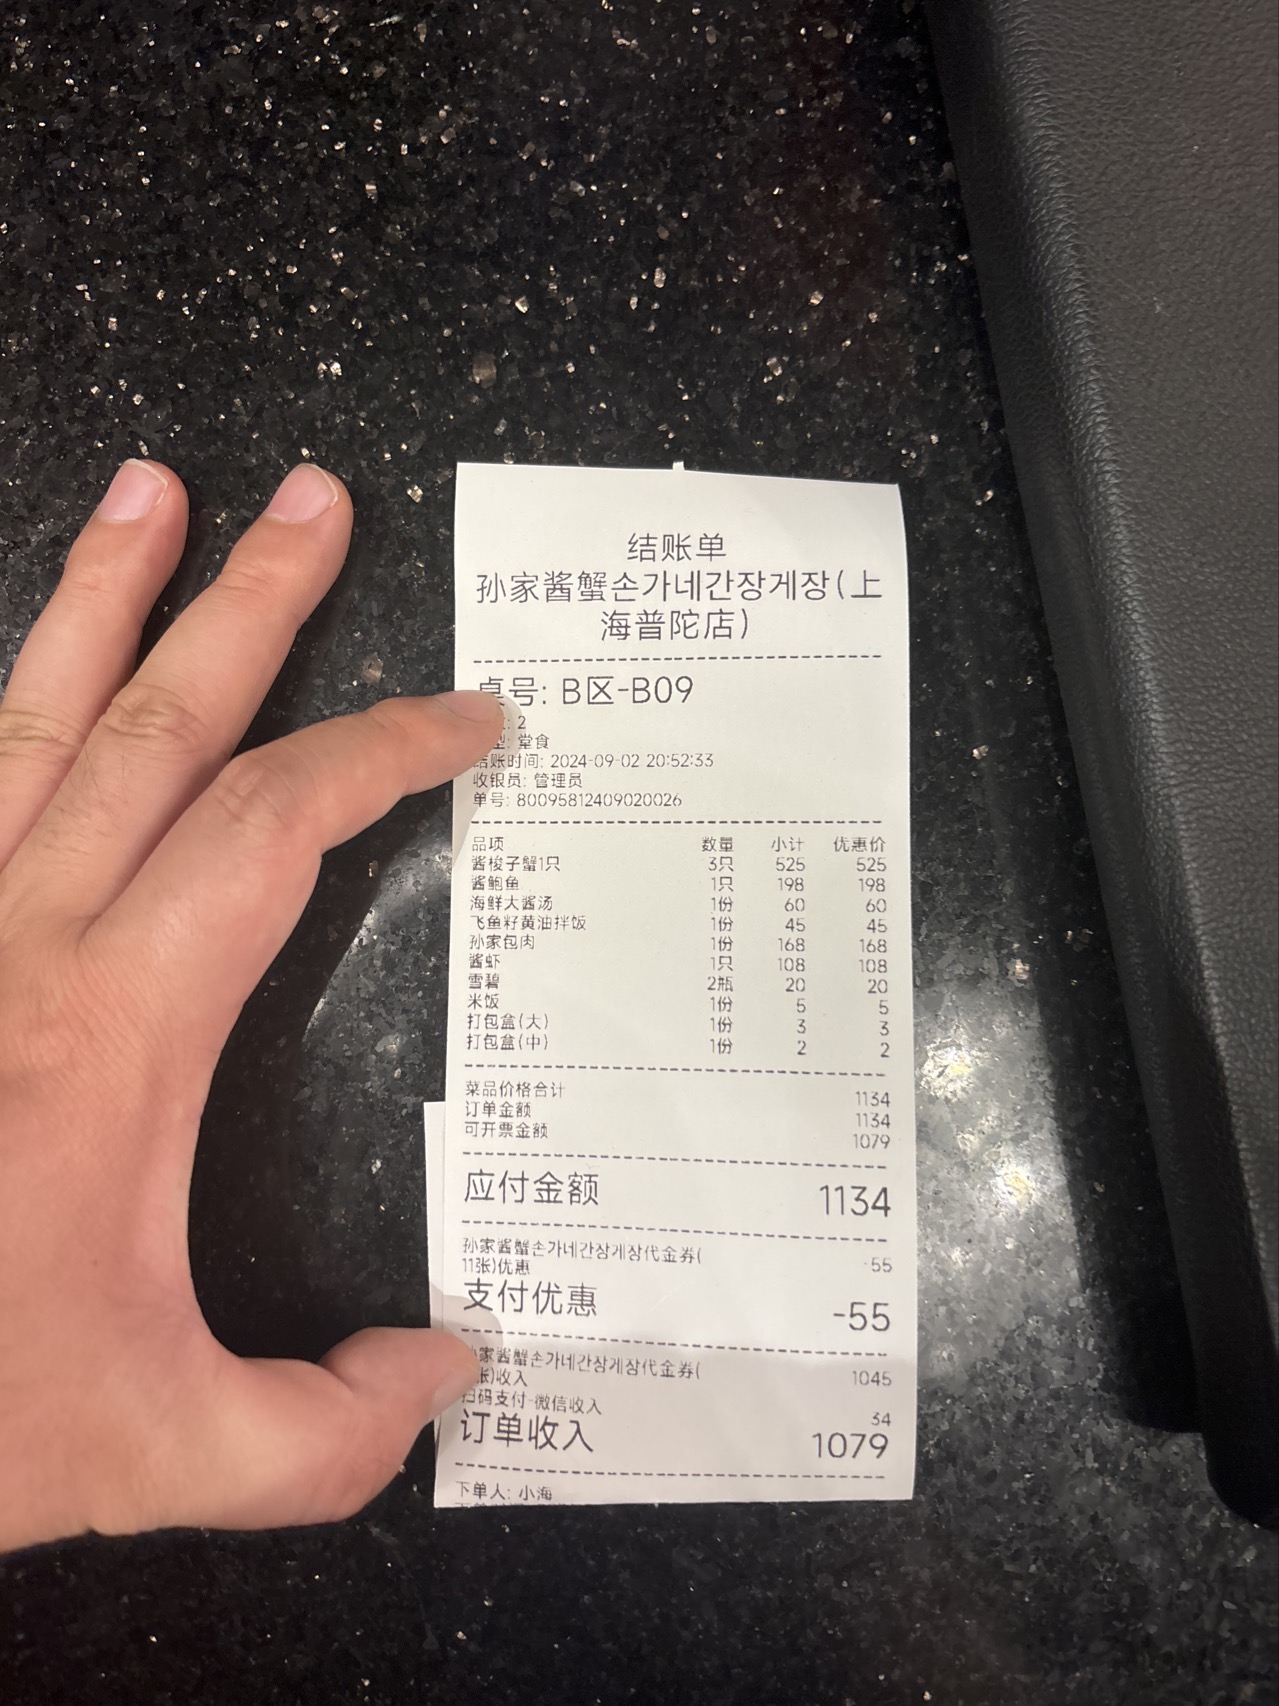 结账单
孙家酱蟹손가네간장게장(上
海普陀店)
桌号: B区-B09
: 2
型: 堂食
结账时间: 2024-09-02 20:52:33
收银员: 管理员
单号: 80095812409020026
品项 数量 小计 优惠价
酱梭子蟹1只 3只 525 525
酱鲍鱼 1只 198 198
海鲜大酱汤 1份 60 60
飞鱼籽黄油拌饭 1份 45 45
孙家包肉 1份 168 168
酱虾 1只 108 108
雪碧 2瓶 20 20
米饭 1份 5 5
打包盒(大) 1份 3 3
打包盒(中) 1份 2 2
菜品价格合计 1134
订单金额 1134
可开票金额 1079
应付金额 1134
孙家酱蟹손가네간장게장代金券( -55
11张)优惠
支付优惠 -55
家酱蟹손가네간장게장代金券( 1045
张)收入
扫码支付-微信收入 34
订单收入 1079
下单人: 小海